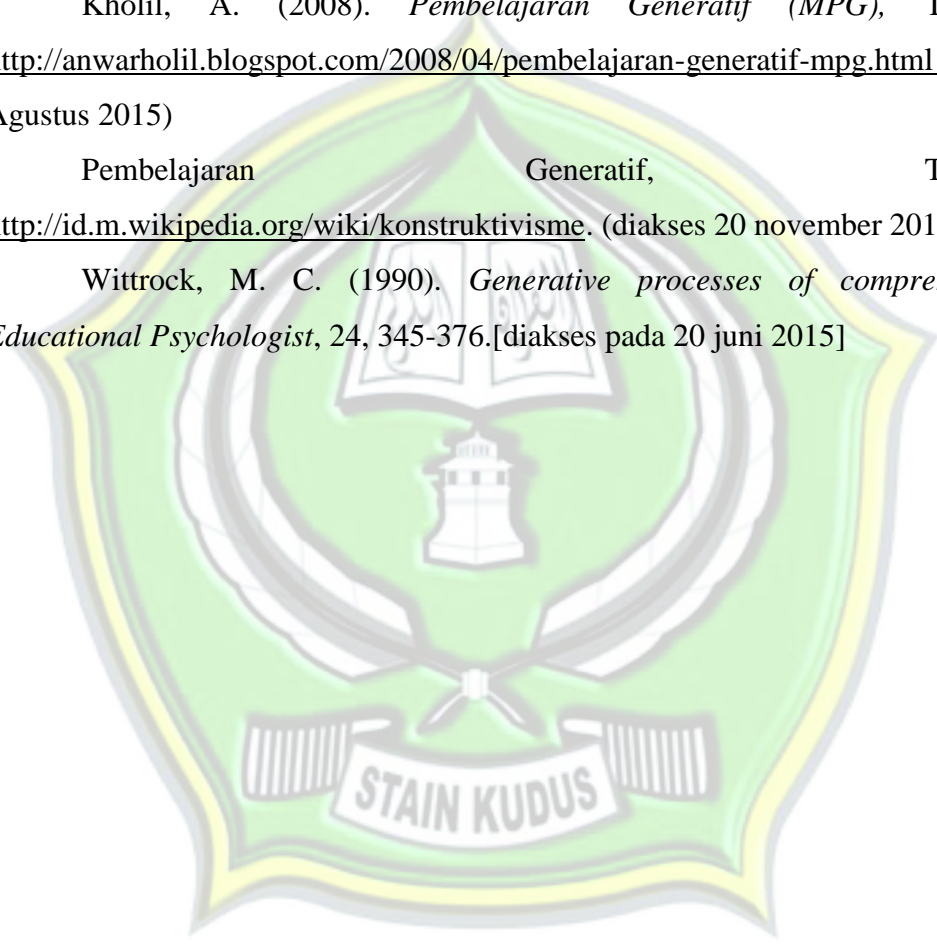 Kholil, A. (2008). Pembelajaran Generatif (MPG),
ttp://anwarholil.blogspot.com/2008/04/pembelajaran-generatif-mpg.html
Agustus 2015)
Pembelajaran Generatif, T
ttp://id.m.wikipedia.org/wiki/konstruktivisme. (diakses 20 november 201
Wittrock, M. C. (1990). Generative processes of compre
Educational Psychologist, 24, 345-376.[diakses pada 20 juni 2015]
STAIN KUDUS